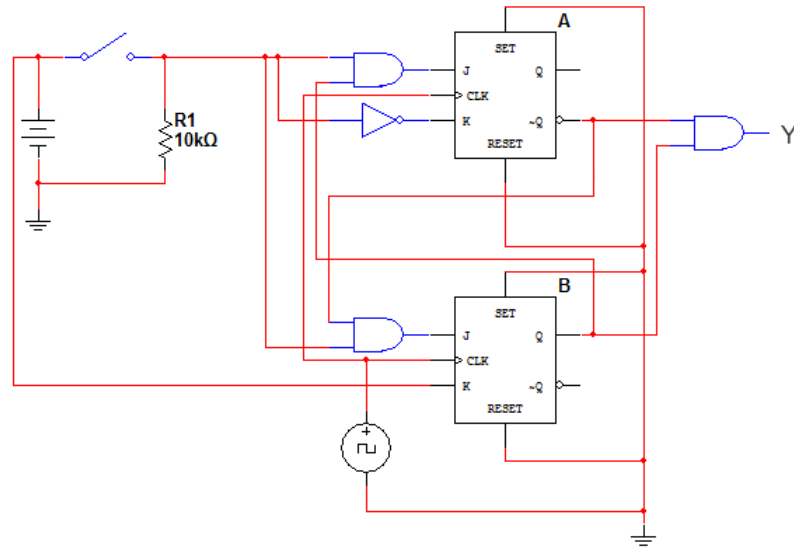 A
SET
J
Q
CLK
K
~Q
RESET
R1
10kΩ
Y
B
SET
J
Q
CLK
K
~Q
RESET
+